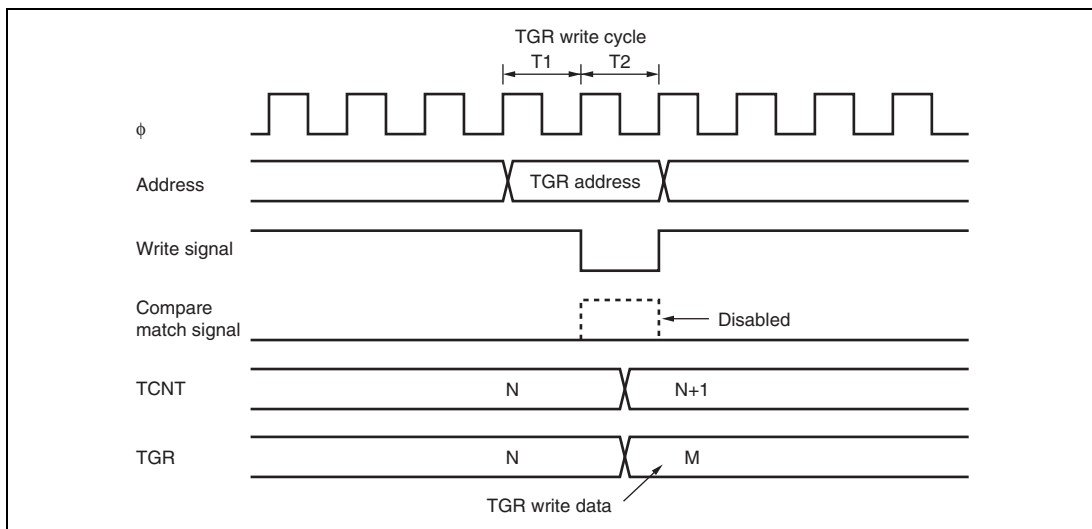 TGR write cycle
T1 T2
ϕ
Address TGR address
Write signal
Compare
match signal Disabled
TCNT N N+1
TGR N M
TGR write data